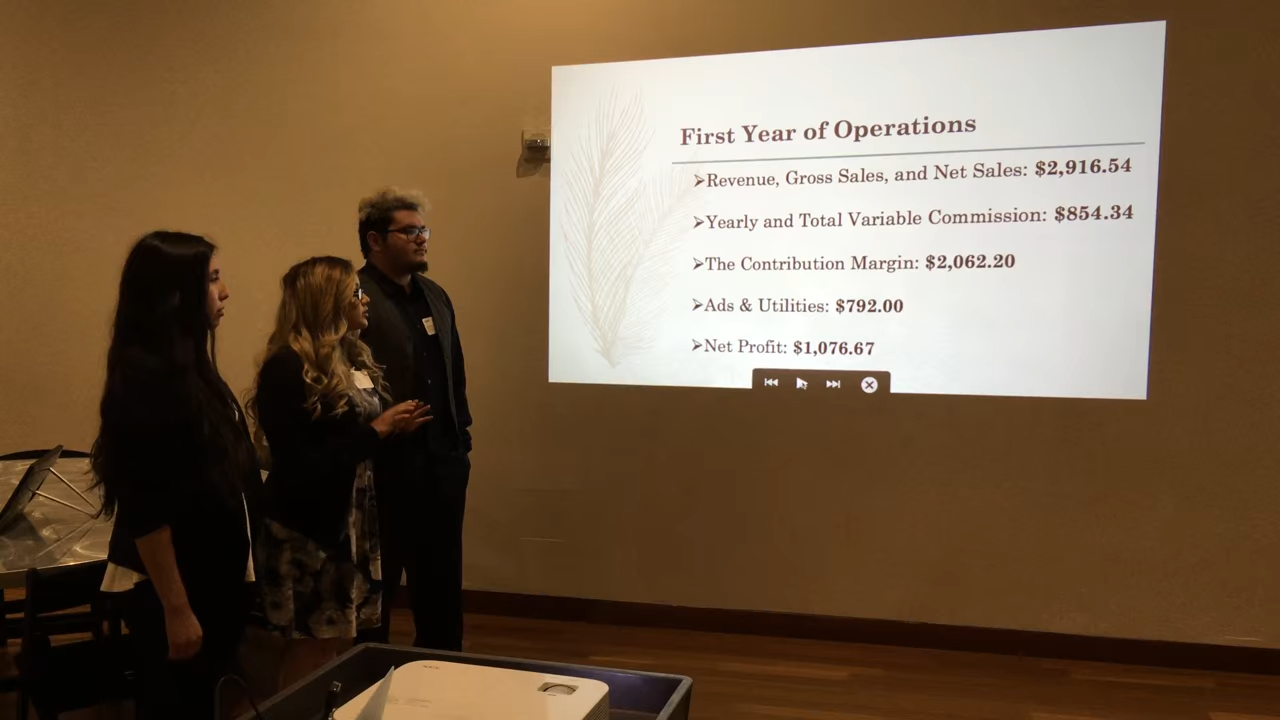 First Year of Operations
➢Revenue, Gross Sales, and Net Sales: $2,916.54
➢Yearly and Total Variable Commission: $854.34
➢The Contribution Margin: $2,062.20
➢Ads & Utilities: $792.00
➢Net Profit: $1,076.67